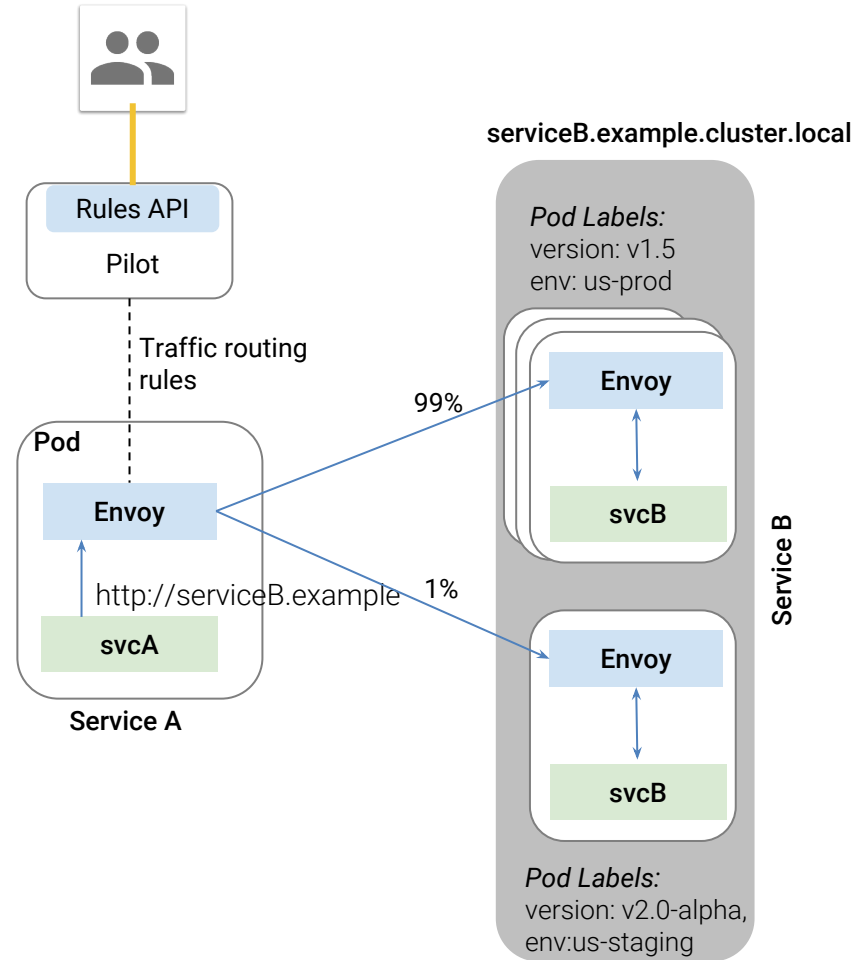 serviceB.example.cluster.local
Rules API
Pilot
Traffic routing
rules
Pod
Envoy
http://serviceB.example
svcA
Service A
99%
1%
Pod Labels:
version: v1.5
env: us-prod
Envoy
svcB
Envoy
svcB
Pod Labels:
version: v2.0-alpha,
env:us-staging
Service B